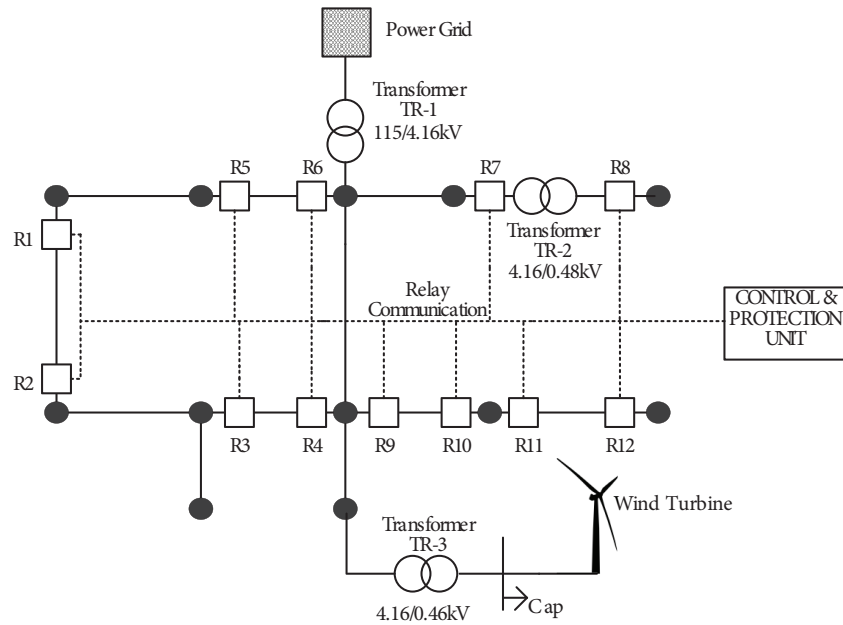 Power Grid
Transformer
TR-1
115/4.16kV
R5
R6
R7
R8
R1
Transformer
TR-2
4.16/0.48kV
Relay
Communication
CONTROL &
PROTECTION
UNIT
R2
R3
R4
R9
R10
R11
R12
Transformer
TR-3
Wind Turbine
4.16/0.46kV
Cap